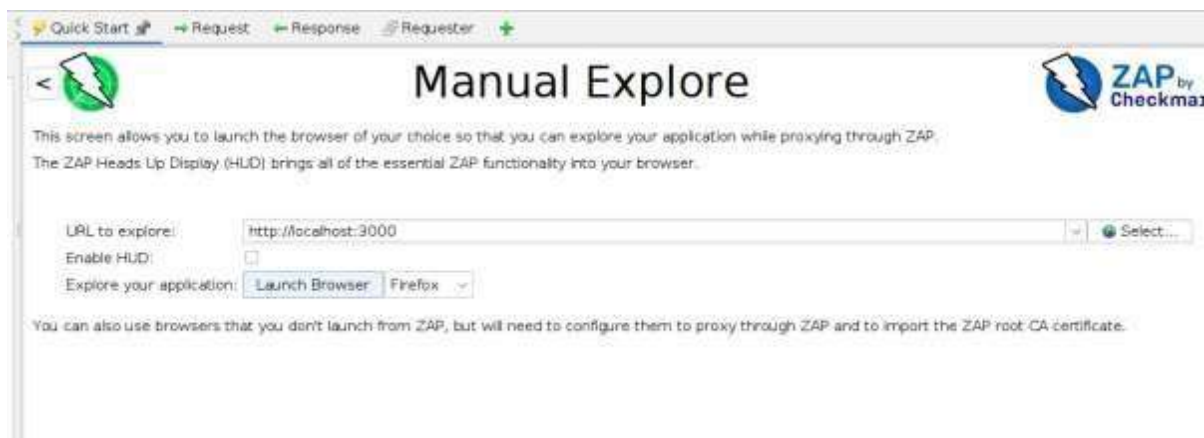 Quick Start Request Response Requester
<
Manual Explore
ZAP by
Checkmar
This screen allows you to launch the browser of your choice so that you can explore your application while proxying through ZAP.
The ZAP Heads Up Display (HUD) brings all of the essential ZAP functionality into your browser.
URL to explore: http://localhost:3000 Select...
Enable HUD:
Explore your application: Launch Browser Firefox
You can also use browsers that you don't launch from ZAP, but will need to configure them to proxy through ZAP and to import the ZAP root CA certificate.